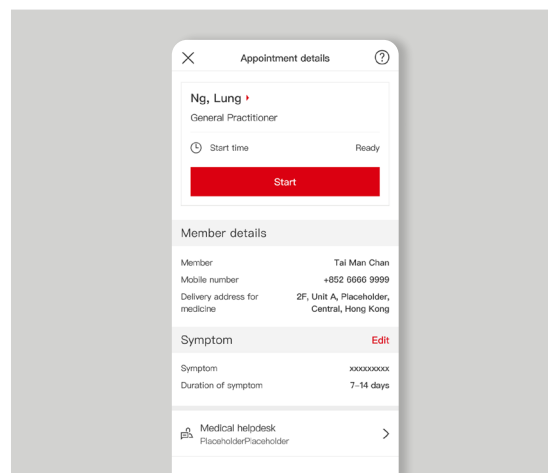 Appointment details
Ng, Lung
General Practitioner
Start time Ready
Start
Member details
Member Tai Man Chan
Mobile number +852 6666 9999
Delivery address for medicine 2F, Unit A, Placeholder, Central, Hong Kong
Symptom Edit
Symptom xxxxxxxxx
Duration of symptom 7–14 days
Medical helpdesk
PlaceholderPlaceholder